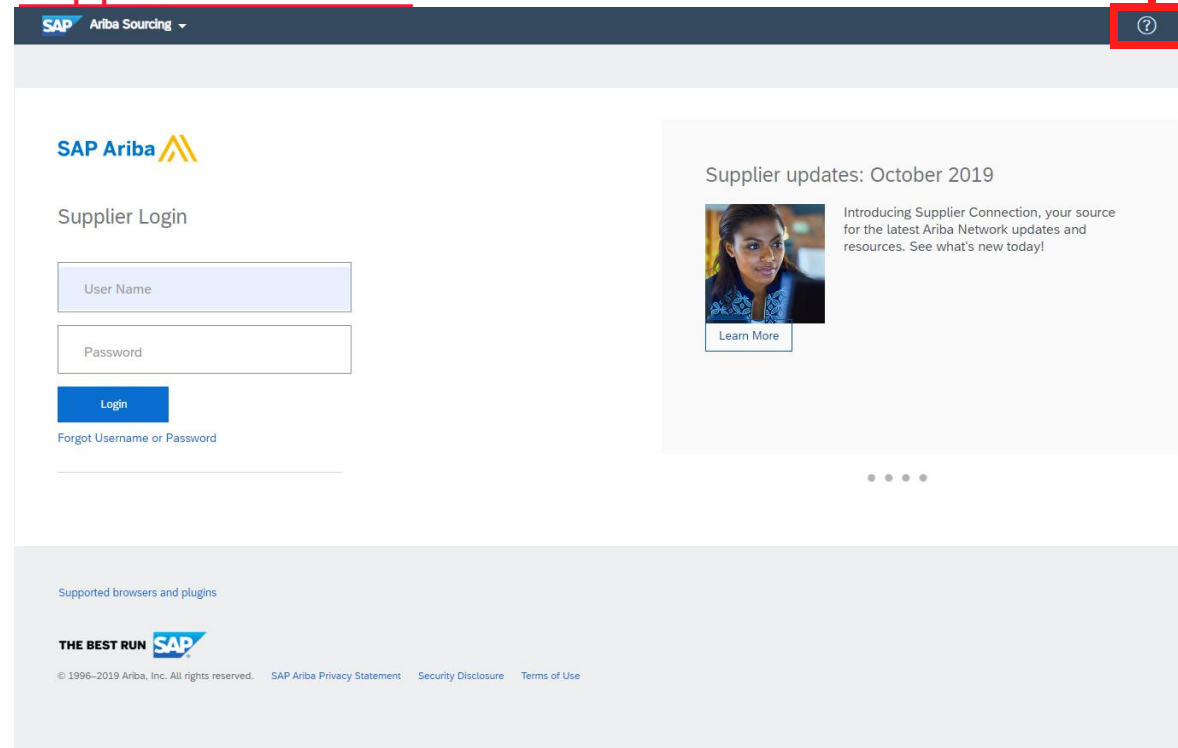 SAP Ariba Sourcing
?
SAP Ariba
Supplier Login
User Name
Password
Login
Forgot Username or Password
Supplier updates: October 2019
Introducing Supplier Connection, your source
for the latest Ariba Network updates and
resources. See what's new today!
Learn More
Supported browsers and plugins
THE BEST RUN SAP
© 1996–2019 Ariba, Inc. All rights reserved. SAP Ariba Privacy Statement Security Disclosure Terms of Use